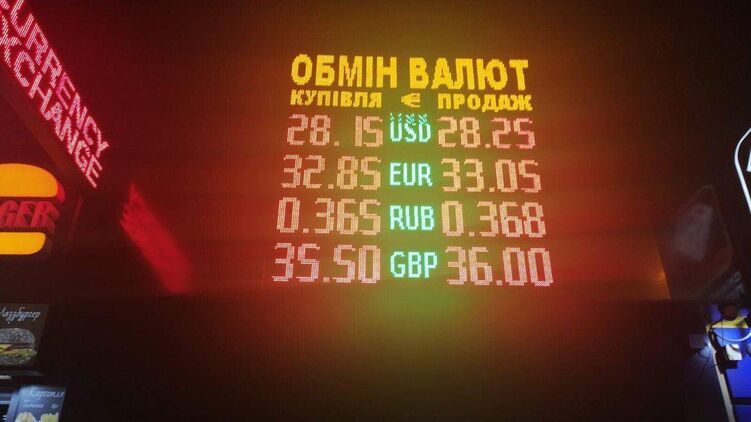 CURRENCY
EXCHANGE
ОБМІН ВАЛЮТ
КУПІВЛЯ € ПРОДАЖ
28.15 USD 28.25
32.85 EUR 33.05
0.365 RUB 0.368
35.50 GBP 36.00